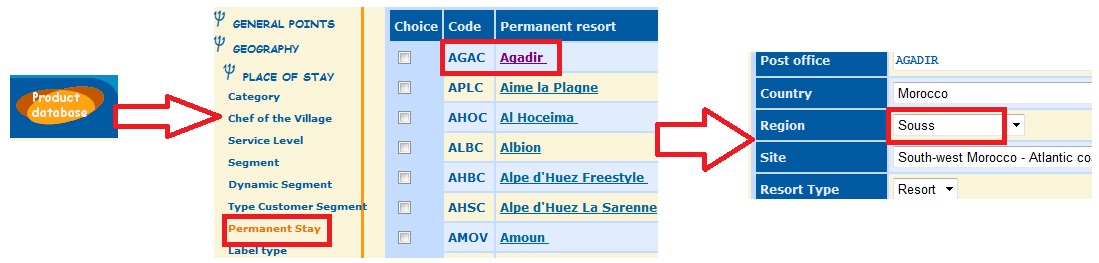 Product
database
GENERAL POINTS
GEOGRAPHY
PLACE OF STAY
Category
Chef of the Village
Service Level
Segment
Dynamic Segment
Type Customer Segment
Permanent Stay
Label type
Choice Code Permanent resort
AGAC Agadir
APLC Aime la Plagne
AHOC Al Hoceima
ALBC Albion
AHBC Alpe d'Huez Freestyle
AHSC Alpe d'Huez La Sarenne
AMOV Amoun
Post office AGADIR
Country Morocco
Region Souss
Site South-west Morocco - Atlantic co
Resort Type Resort